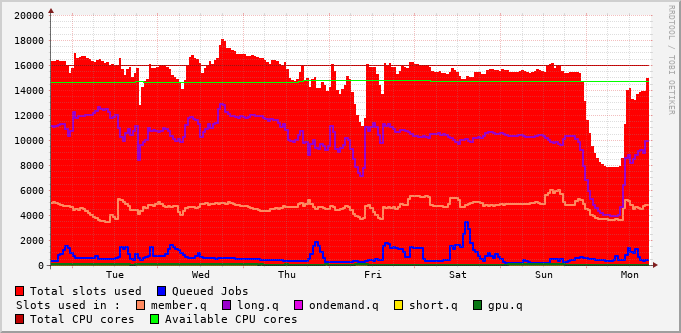 20000
18000
16000
14000
12000
10000
8000
6000
4000
2000
0
Tue Wed Thu Fri Sat Sun Mon
RRDTOOL / TOBI OETIKER
Total slots used Queued Jobs
Slots used in : member.q long.q ondemand.q short.q gpu.q
Total CPU cores Available CPU cores